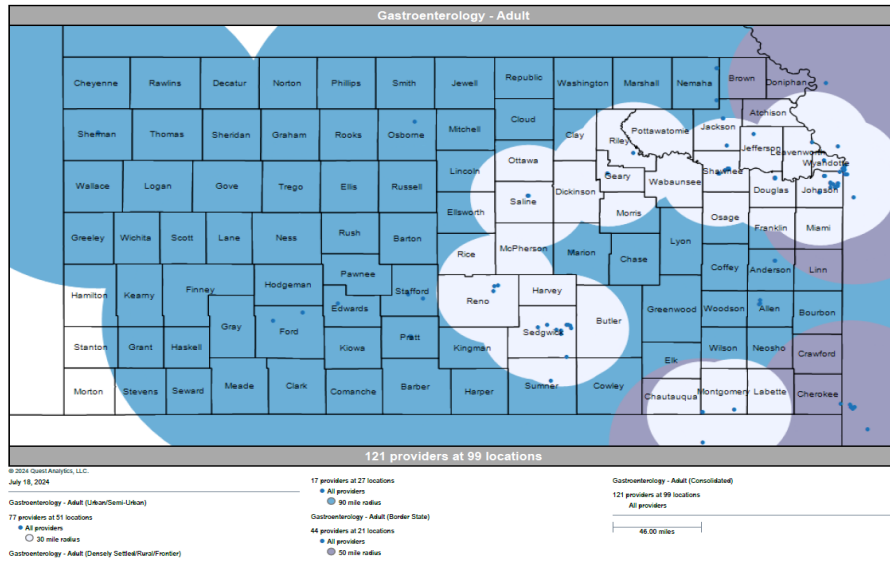 Gastroenterology - Adult
Cheyenne Rawlins Decatur Norton Phillips Smith Jewell Republic Washington Marshall Nemaha Brown Doniphan
Sherman Thomas Sheridan Graham Rooks Osborne Mitchell Cloud Clay Riley Pottawatomie Jackson Atchison
Jefferson Leavenworth Wyandotte
Wallace Logan Gove Trego Ellis Russell Lincoln Ottawa Dickinson Geary Wabaunsee Shawnee Douglas Johnson
Ellsworth Saline Morris Osage Franklin Miami
Greeley Wichita Scott Lane Ness Rush Barton Rice McPherson Marion Chase Lyon Coffey Anderson Linn
Hamilton Kearny Finney Hodgeman Pawnee Stafford Reno Harvey
Gray Ford Edwards Sedgwick Butler Greenwood Woodson Allen Bourbon
Stanton Grant Haskell Kiowa Pratt Kingman Elk Wilson Neosho Crawford
Morton Stevens Seward Meade Clark Comanche Barber Harper Sumner Cowley Chautauqua Montgomery Labette Cherokee
121 providers at 99 locations
© 2024 Quest Analytics, LLC.
July 18, 2024
Gastroenterology - Adult (Urban/Semi-Urban)
77 providers at 51 locations
All providers
30 mile radius
Gastroenterology - Adult (Densely Settled/Rural/Frontier)
17 providers at 27 locations
All providers
90 mile radius
Gastroenterology - Adult (Border State)
44 providers at 21 locations
All providers
50 mile radius
Gastroenterology - Adult (Consolidated)
121 providers at 99 locations
All providers
46.00 miles